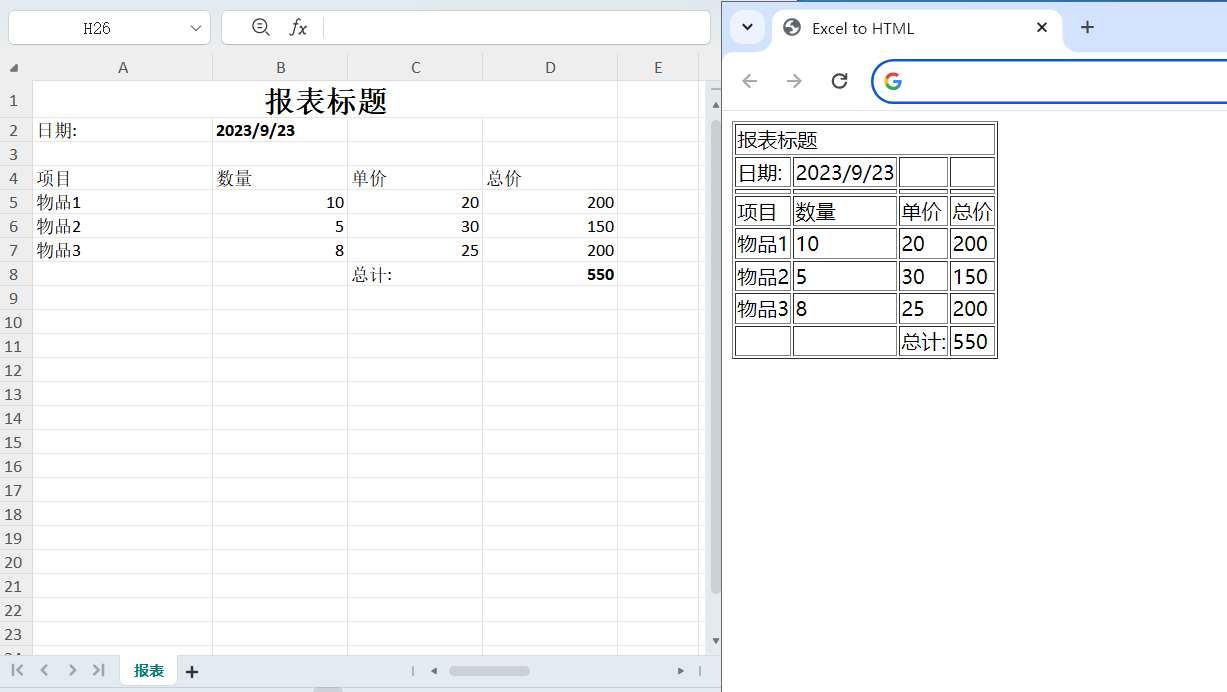 H26
fx
A B C D E
1 报表标题
2 日期: 2023/9/23
3
4 项目 数量 单价 总价
5 物品1 10 20 200
6 物品2 5 30 150
7 物品3 8 25 200
8 总计: 550
9
10
11
12
13
14
15
16
17
18
19
20
21
22
23
报表
Excel to HTML
报表标题
日期: 2023/9/23
项目 数量 单价 总价
物品1 10 20 200
物品2 5 30 150
物品3 8 25 200
总计: 550